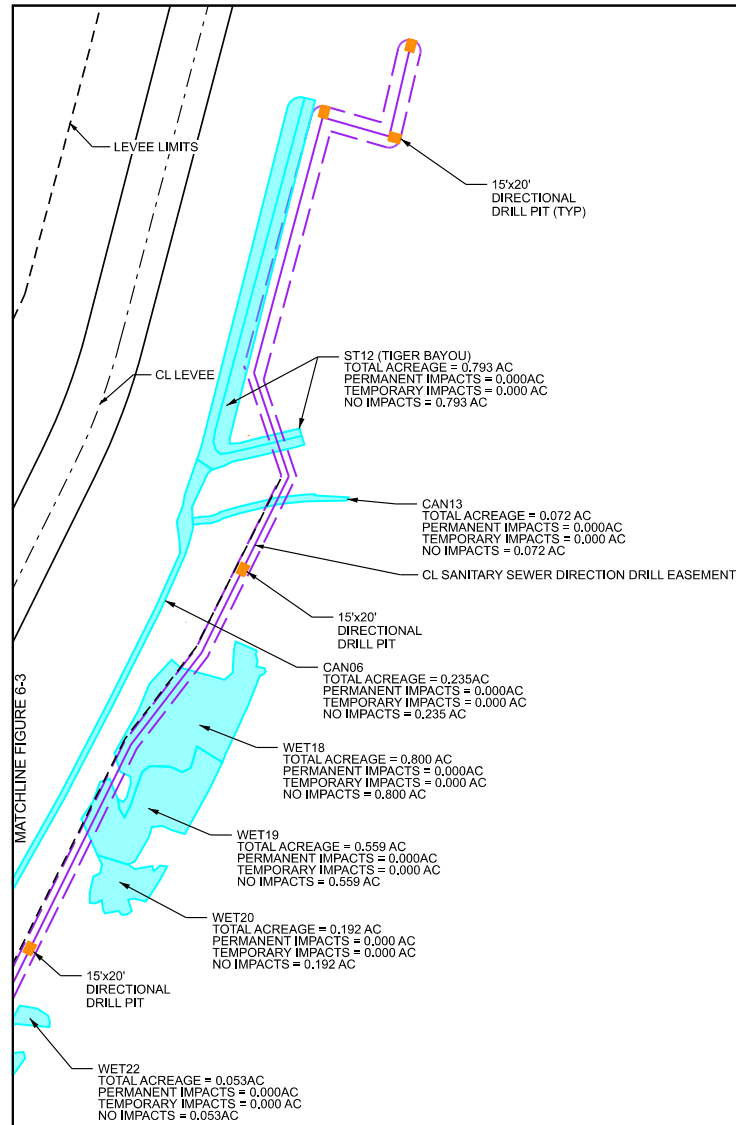 LEVEE LIMITS
15'x20'
DIRECTIONAL
DRILL PIT (TYP)
ST12 (TIGER BAYOU)
TOTAL ACREAGE = 0.793 AC
PERMANENT IMPACTS = 0.000AC
TEMPORARY IMPACTS = 0.000 AC
NO IMPACTS = 0.793 AC
CL LEVEE
CAN13
TOTAL ACREAGE = 0.072 AC
PERMANENT IMPACTS = 0.000AC
TEMPORARY IMPACTS = 0.000 AC
NO IMPACTS = 0.072 AC
CL SANITARY SEWER DIRECTION DRILL EASEMENT
15'x20'
DIRECTIONAL
DRILL PIT
CAN06
TOTAL ACREAGE = 0.235AC
PERMANENT IMPACTS = 0.000AC
TEMPORARY IMPACTS = 0.000 AC
NO IMPACTS = 0.235 AC
MATCHLINE FIGURE 6-3
WET18
TOTAL ACREAGE = 0.800 AC
PERMANENT IMPACTS = 0.000AC
TEMPORARY IMPACTS = 0.000 AC
NO IMPACTS = 0.800 AC
WET19
TOTAL ACREAGE = 0.559 AC
PERMANENT IMPACTS = 0.000AC
TEMPORARY IMPACTS = 0.000 AC
NO IMPACTS = 0.559 AC
WET20
TOTAL ACREAGE = 0.192 AC
PERMANENT IMPACTS = 0.000 AC
TEMPORARY IMPACTS = 0.000 AC
NO IMPACTS = 0.192 AC
15'x20'
DIRECTIONAL
DRILL PIT
WET22
TOTAL ACREAGE = 0.053AC
PERMANENT IMPACTS = 0.000AC
TEMPORARY IMPACTS = 0.000 AC
NO IMPACTS = 0.053AC